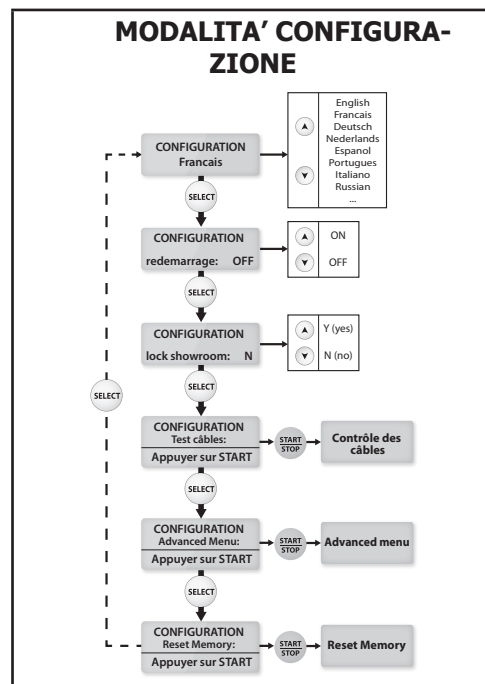 MODALITA’ CONFIGURA-
ZIONE
CONFIGURATION
Francais
English
Francais
Deutsch
Nederlands
Espanol
Portugues
Italiano
Russian
...
SELECT
CONFIGURATION
redemarrage: OFF
ON
OFF
SELECT
CONFIGURATION
lock showroom: N
Y (yes)
N (no)
SELECT
SELECT
CONFIGURATION
Test câbles:
Appuyer sur START
START
STOP
Contrôle des
câbles
SELECT
CONFIGURATION
Advanced Menu:
Appuyer sur START
START
STOP
Advanced menu
SELECT
CONFIGURATION
Reset Memory:
Appuyer sur START
START
STOP
Reset Memory